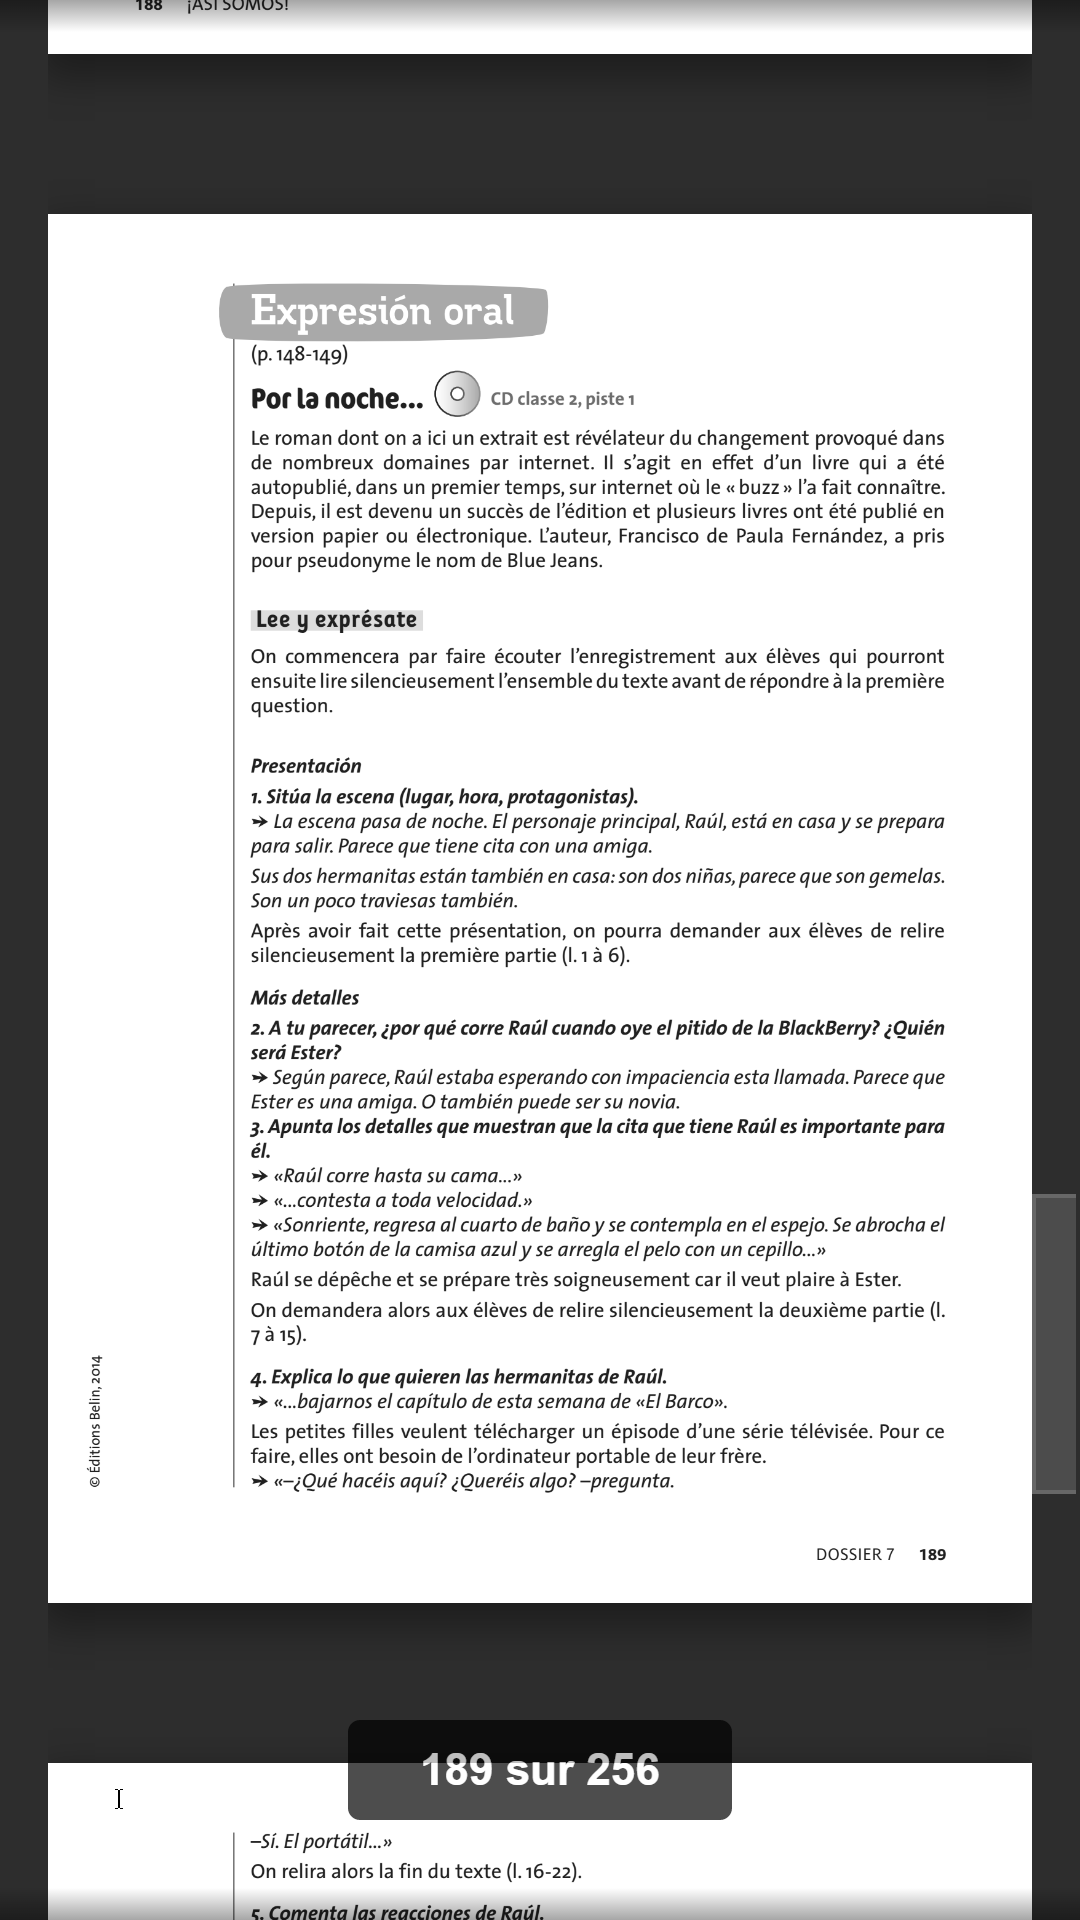 188 ¡ASÍ SOMOS!
Expresión oral
(p. 148-149)
Por la noche... CD classe 2, piste 1
Le roman dont on a ici un extrait est révélateur du changement provoqué dans
de nombreux domaines par internet. Il s’agit en effet d’un livre qui a été
autopublié, dans un premier temps, sur internet où le « buzz » l’a fait connaître.
Depuis, il est devenu un succès de l’édition et plusieurs livres ont été publié en
version papier ou électronique. L’auteur, Francisco de Paula Fernández, a pris
pour pseudonyme le nom de Blue Jeans.
Lee y exprésate
On commencera par faire écouter l’enregistrement aux élèves qui pourront
ensuite lire silencieusement l’ensemble du texte avant de répondre à la première
question.
Presentación
1. Sitúa la escena (lugar, hora, protagonistas).
➛ La escena pasa de noche. El personaje principal, Raúl, está en casa y se prepara
para salir. Parece que tiene cita con una amiga.
Sus dos hermanitas están también en casa: son dos niñas, parece que son gemelas.
Son un poco traviesas también.
Après avoir fait cette présentation, on pourra demander aux élèves de relire
silencieusement la première partie (l. 1 à 6).
Más detalles
2. A tu parecer, ¿por qué corre Raúl cuando oye el pitido de la BlackBerry? ¿Quién
será Ester?
➛ Según parece, Raúl estaba esperando con impaciencia esta llamada. Parece que
Ester es una amiga. O también puede ser su novia.
3. Apunta los detalles que muestran que la cita que tiene Raúl es importante para
él.
➛ «Raúl corre hasta su cama...»
➛ «...contesta a toda velocidad.»
➛ «Sonriente, regresa al cuarto de baño y se contempla en el espejo. Se abrocha el
último botón de la camisa azul y se arregla el pelo con un cepillo...»
Raúl se dépêche et se prépare très soigneusement car il veut plaire à Ester.
On demandera alors aux élèves de relire silencieusement la deuxième partie (l.
7 à 15).
4. Explica lo que quieren las hermanitas de Raúl.
➛ «...bajarnos el capítulo de esta semana de «El Barco».
Les petites filles veulent télécharger un épisode d’une série télévisée. Pour ce
faire, elles ont besoin de l’ordinateur portable de leur frère.
➛ «–¿Qué hacéis aquí? ¿Queréis algo? –pregunta.
© Éditions Belin, 2014
DOSSIER 7 189
189 sur 256
–Sí. El portátil...»
On relira alors la fin du texte (l. 16-22).
5. Comenta las reacciones de Raúl.